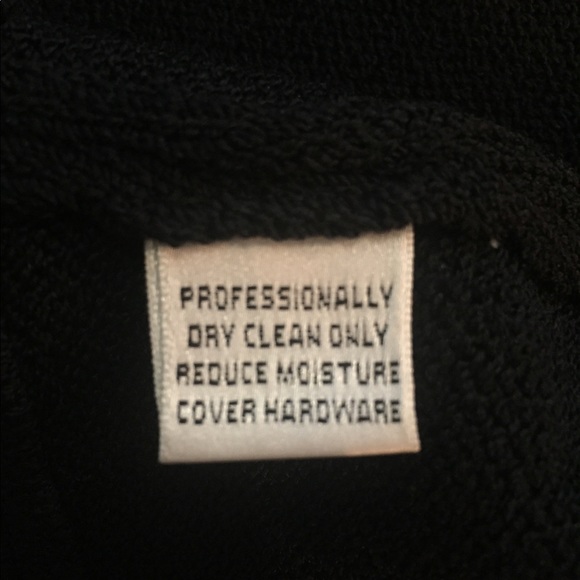 PROFESSIONALLY
DRY CLEAN ONLY
REDUCE MOISTURE
COVER HARDWARE